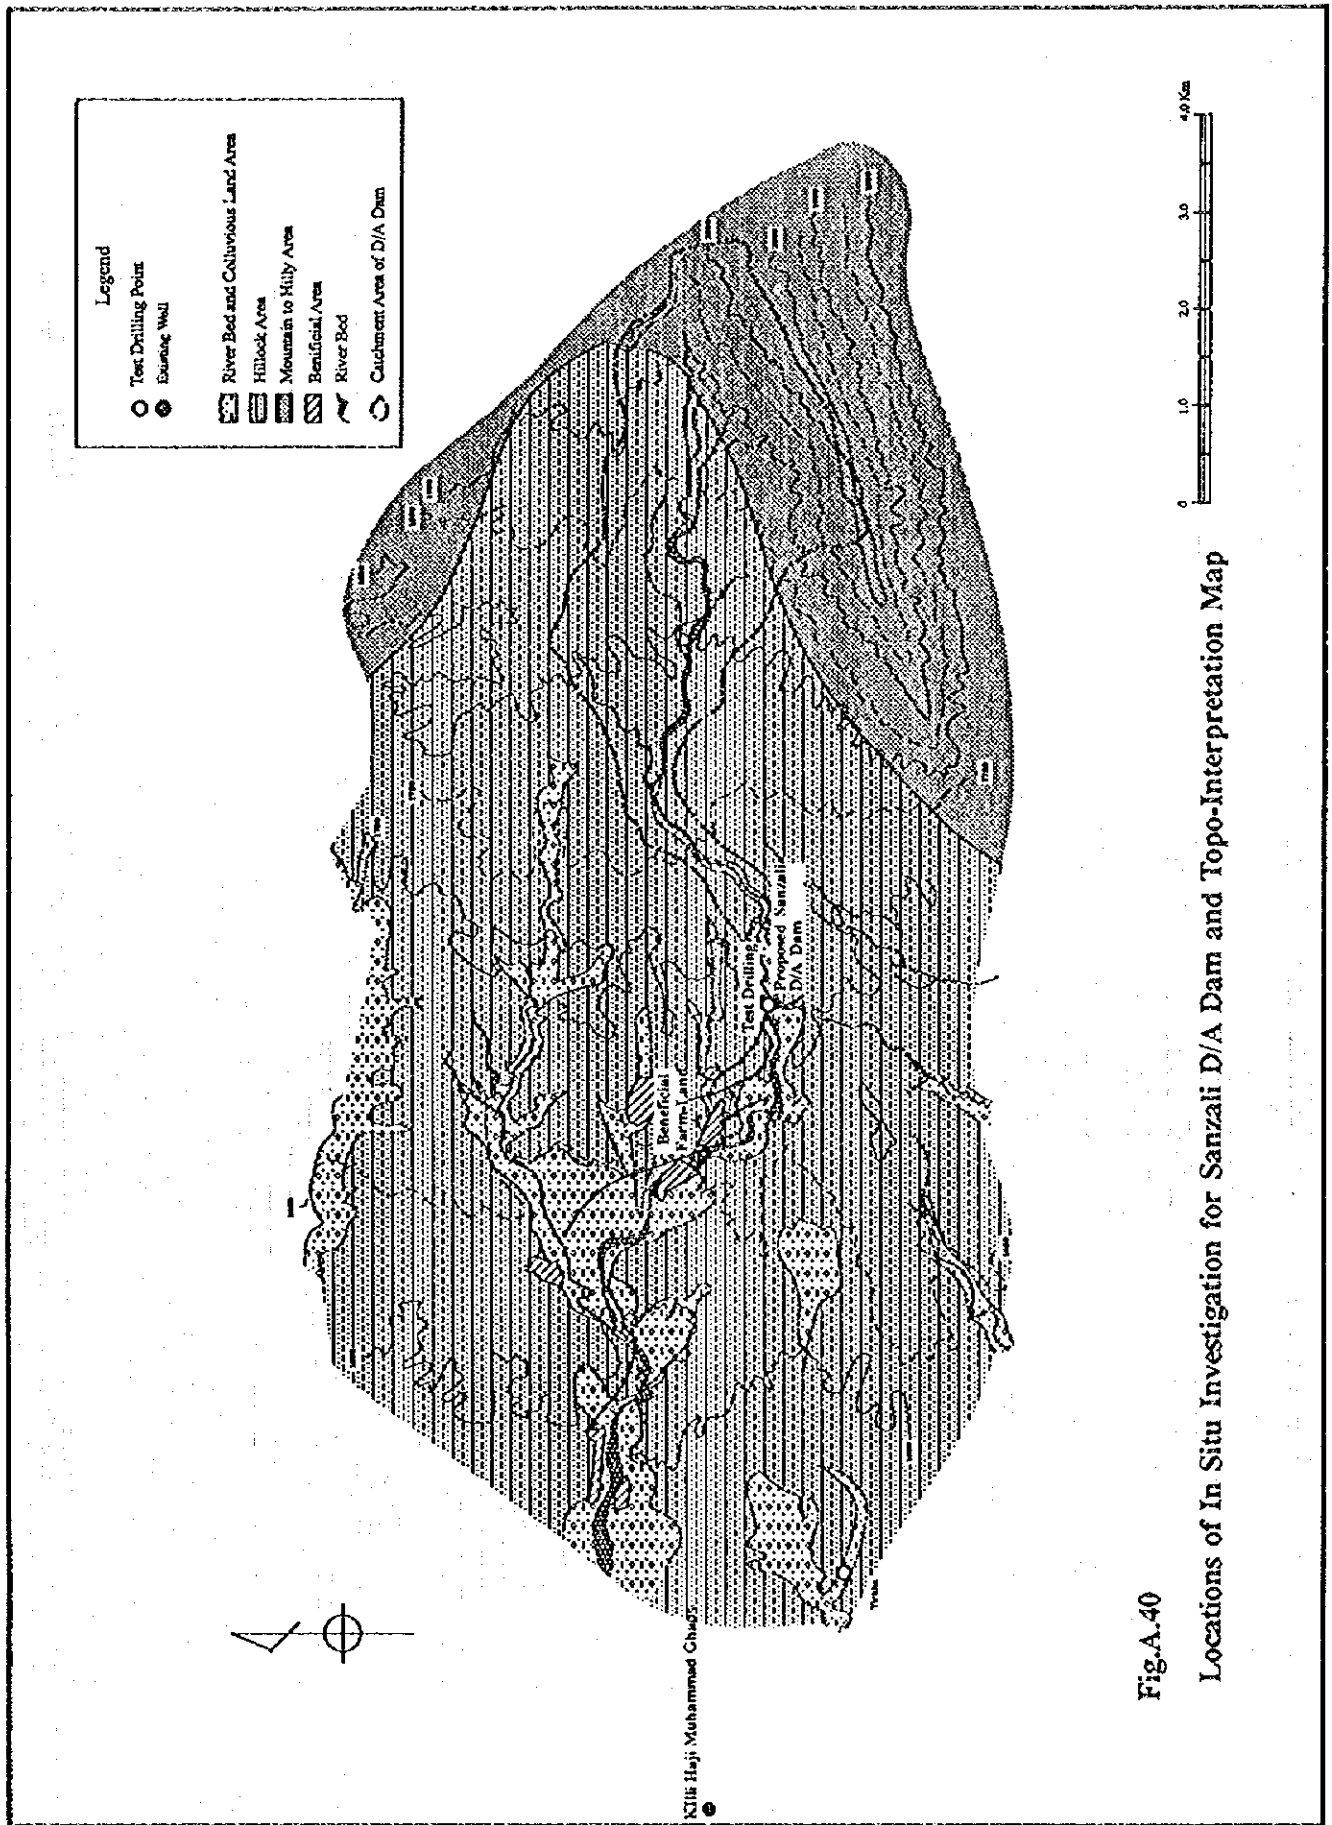 Legend
Test Drilling Point
Existing Well
River Bed and Colluvious Land Area
Hillock Area
Mountain to Hilly Area
Benificial Area
River Bed
Catchment Area of D/A Dam
Test Drilling
Proposed Sanzali
D/A Dam
Beneficial
Farm-Land
Killi Haji Muhammad Ghaus
0 1.0 2.0 3.0 4.0 Km
Fig.A.40
Locations of In Situ Investigation for Sanzali D/A Dam and Topo-Interpretation Map